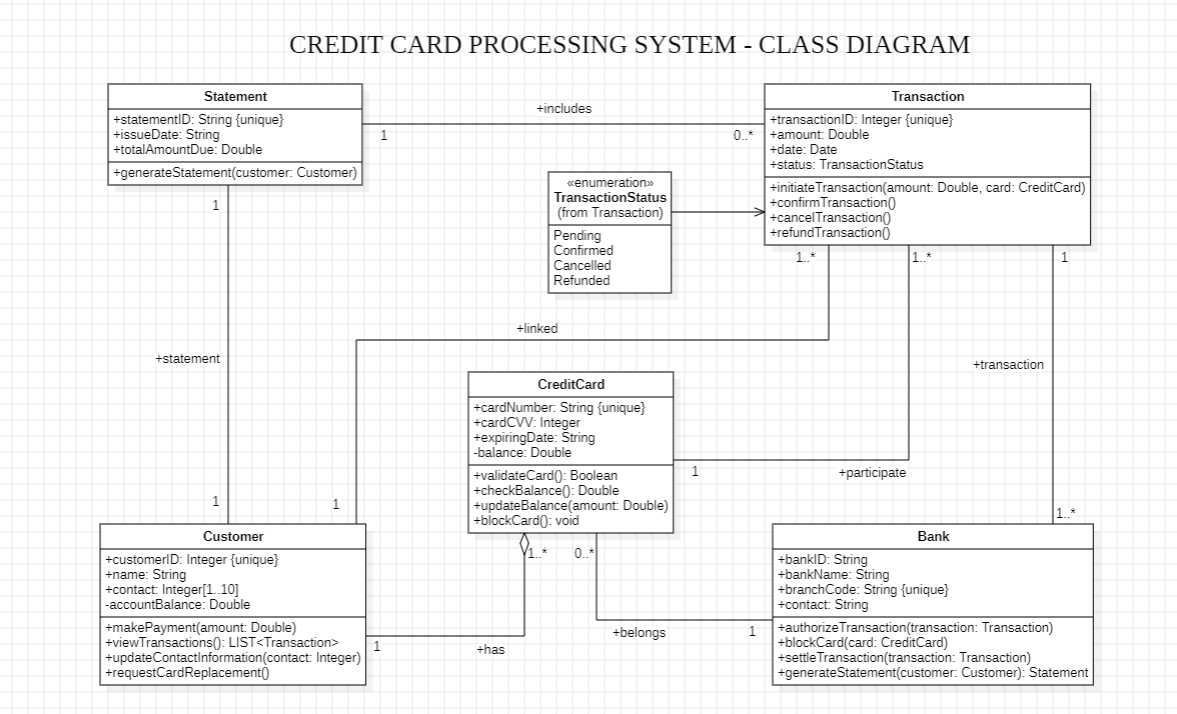 CREDIT CARD PROCESSING SYSTEM - CLASS DIAGRAM
Statement
+statementID: String {unique}
+issueDate: String
+totalAmountDue: Double
+generateStatement(customer: Customer)
+includes
1
0..*
Transaction
+transactionID: Integer {unique}
+amount: Double
+date: Date
+status: TransactionStatus
+initiateTransaction(amount: Double, card: CreditCard)
+confirmTransaction()
+cancelTransaction()
+refundTransaction()
«enumeration»
TransactionStatus
(from Transaction)
Pending
Confirmed
Cancelled
Refunded
1
1..*
1..*
1
+linked
+statement
+transaction
CreditCard
+cardNumber: String {unique}
+cardCVV: Integer
+expiringDate: String
-balance: Double
+validateCard(): Boolean
+checkBalance(): Double
+updateBalance(amount: Double)
+blockCard(): void
1
+participate
1
1
1..*
Customer
+customerID: Integer {unique}
+name: String
+contact: Integer[1..10]
-accountBalance: Double
+makePayment(amount: Double)
+viewTransactions(): LIST<Transaction>
+updateContactInformation(contact: Integer)
+requestCardReplacement()
1..*
0..*
1
+has
+belongs
1
Bank
+bankID: String
+bankName: String
+branchCode: String {unique}
+contact: String
+authorizeTransaction(transaction: Transaction)
+blockCard(card: CreditCard)
+settleTransaction(transaction: Transaction)
+generateStatement(customer: Customer): Statement